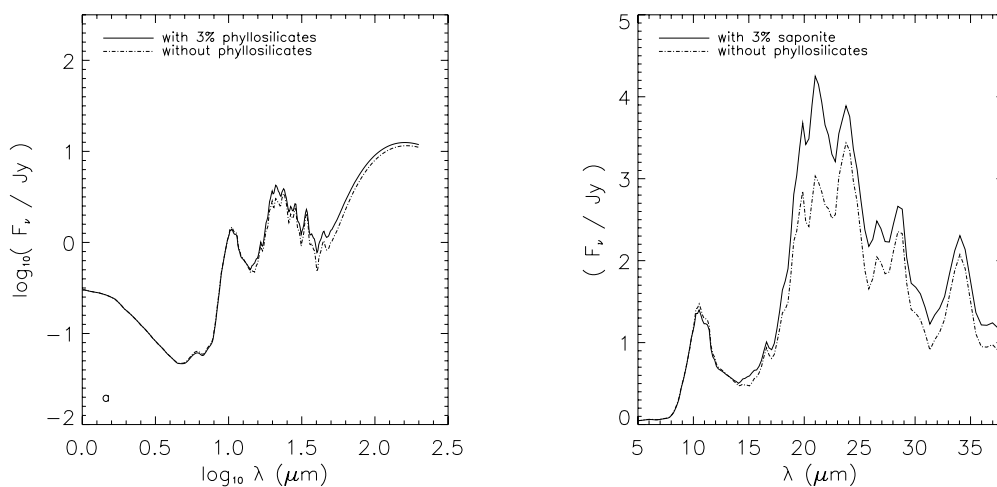 with 3% phyllosilicates
without phyllosilicates
log₁₀( Fᵥ / Jy )
2
1
0
−1
−2
a
0.0 0.5 1.0 1.5 2.0 2.5
log₁₀ λ (μm)
with 3% saponite
without phyllosilicates
( Fᵥ / Jy )
5
4
3
2
1
0
5 10 15 20 25 30 35
λ (μm)